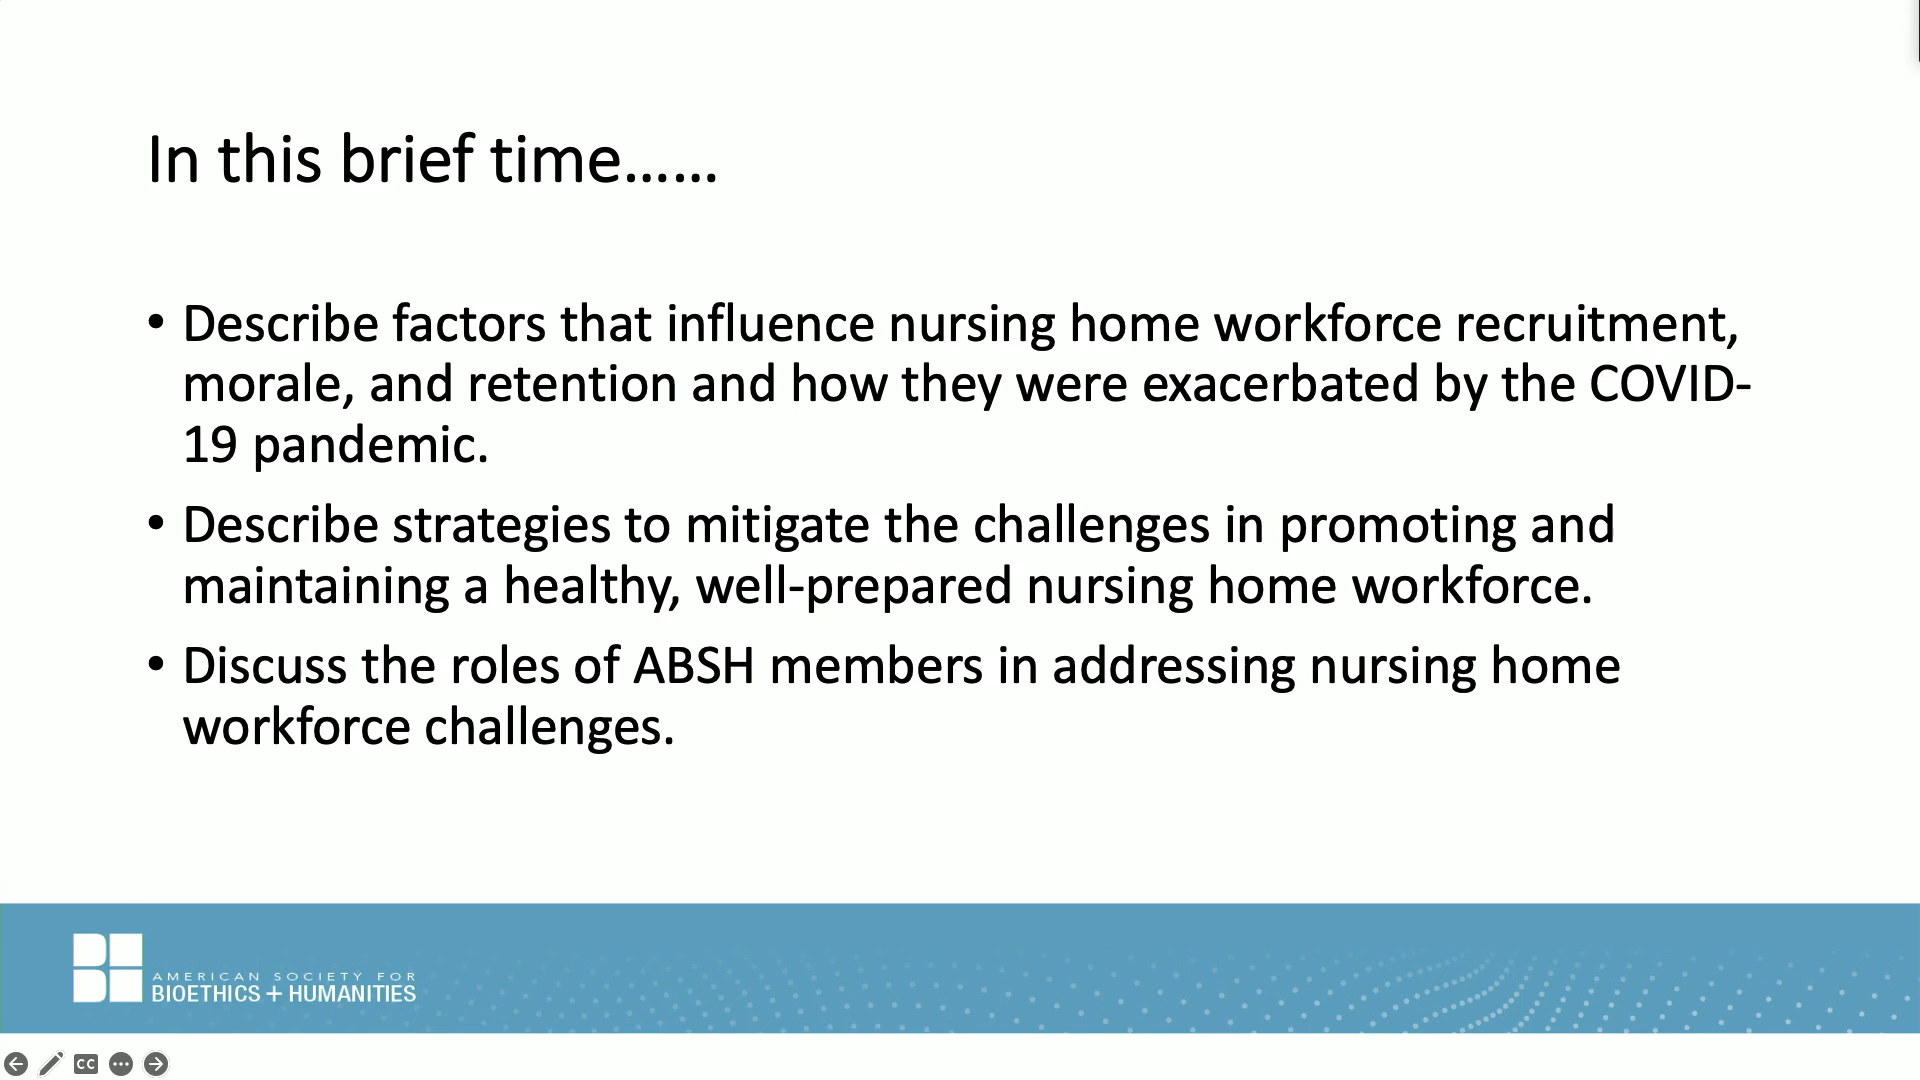 In this brief time……
• Describe factors that influence nursing home workforce recruitment,
morale, and retention and how they were exacerbated by the COVID-
19 pandemic.
• Describe strategies to mitigate the challenges in promoting and
maintaining a healthy, well-prepared nursing home workforce.
• Discuss the roles of ABSH members in addressing nursing home
workforce challenges.
AMERICAN SOCIETY FOR
BIOETHICS + HUMANITIES
CC